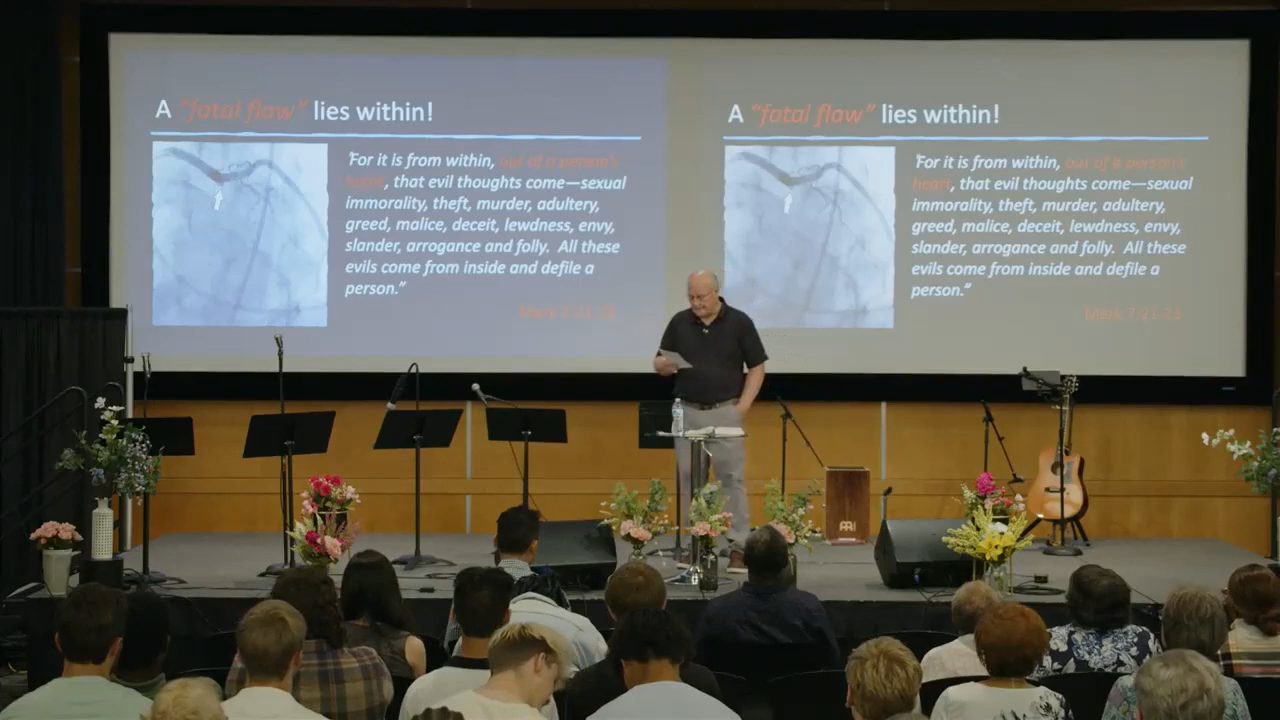 A "fatal flaw" lies within!
"For it is from within, out of a person's
heart, that evil thoughts come—sexual
immorality, theft, murder, adultery,
greed, malice, deceit, lewdness, envy,
slander, arrogance and folly. All these
evils come from inside and defile a
person."
Mark 7:21-23
A "fatal flaw" lies within!
"For it is from within, out of a person's
heart, that evil thoughts come—sexual
immorality, theft, murder, adultery,
greed, malice, deceit, lewdness, envy,
slander, arrogance and folly. All these
evils come from inside and defile a
person."
Mark 7:21-23
MEINL